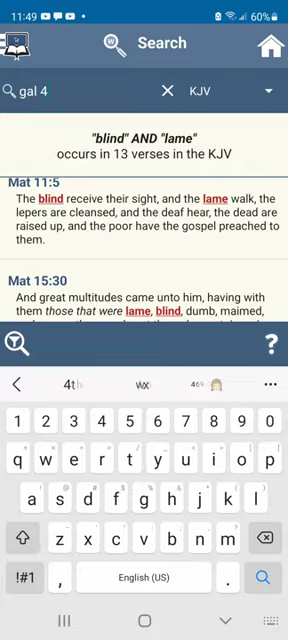 11:49
60%
Search
gal 4
KJV
"blind" AND "lame"
occurs in 13 verses in the KJV
Mat 11:5
The blind receive their sight, and the lame walk, the
lepers are cleansed, and the deaf hear, the dead are
raised up, and the poor have the gospel preached to
them.
Mat 15:30
And great multitudes came unto him, having with
them those that were lame, blind, dumb, maimed,
?
4th
1 2 3 4 5 6 7 8 9 0
q w e r t y u i o p
a s d f g h j k l
z x c v b n m
!#1 , English (US) .